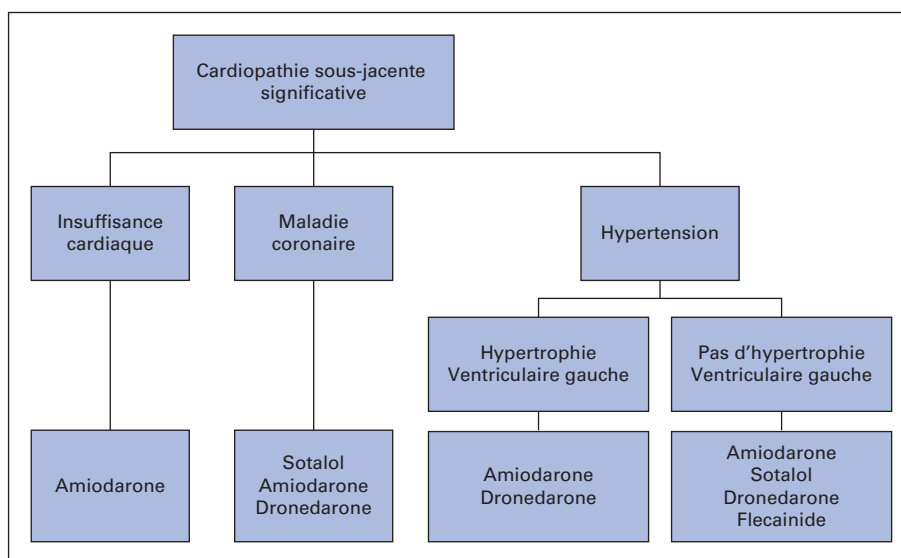 Cardiopathie sous-jacente
significative
Insuffisance
cardiaque
Maladie
coronaire
Hypertension
Hypertrophie
Ventriculaire gauche
Pas d'hypertrophie
Ventriculaire gauche
Amiodarone
Sotalol
Amiodarone
Dronedarone
Amiodarone
Dronedarone
Amiodarone
Sotalol
Dronedarone
Flecainide